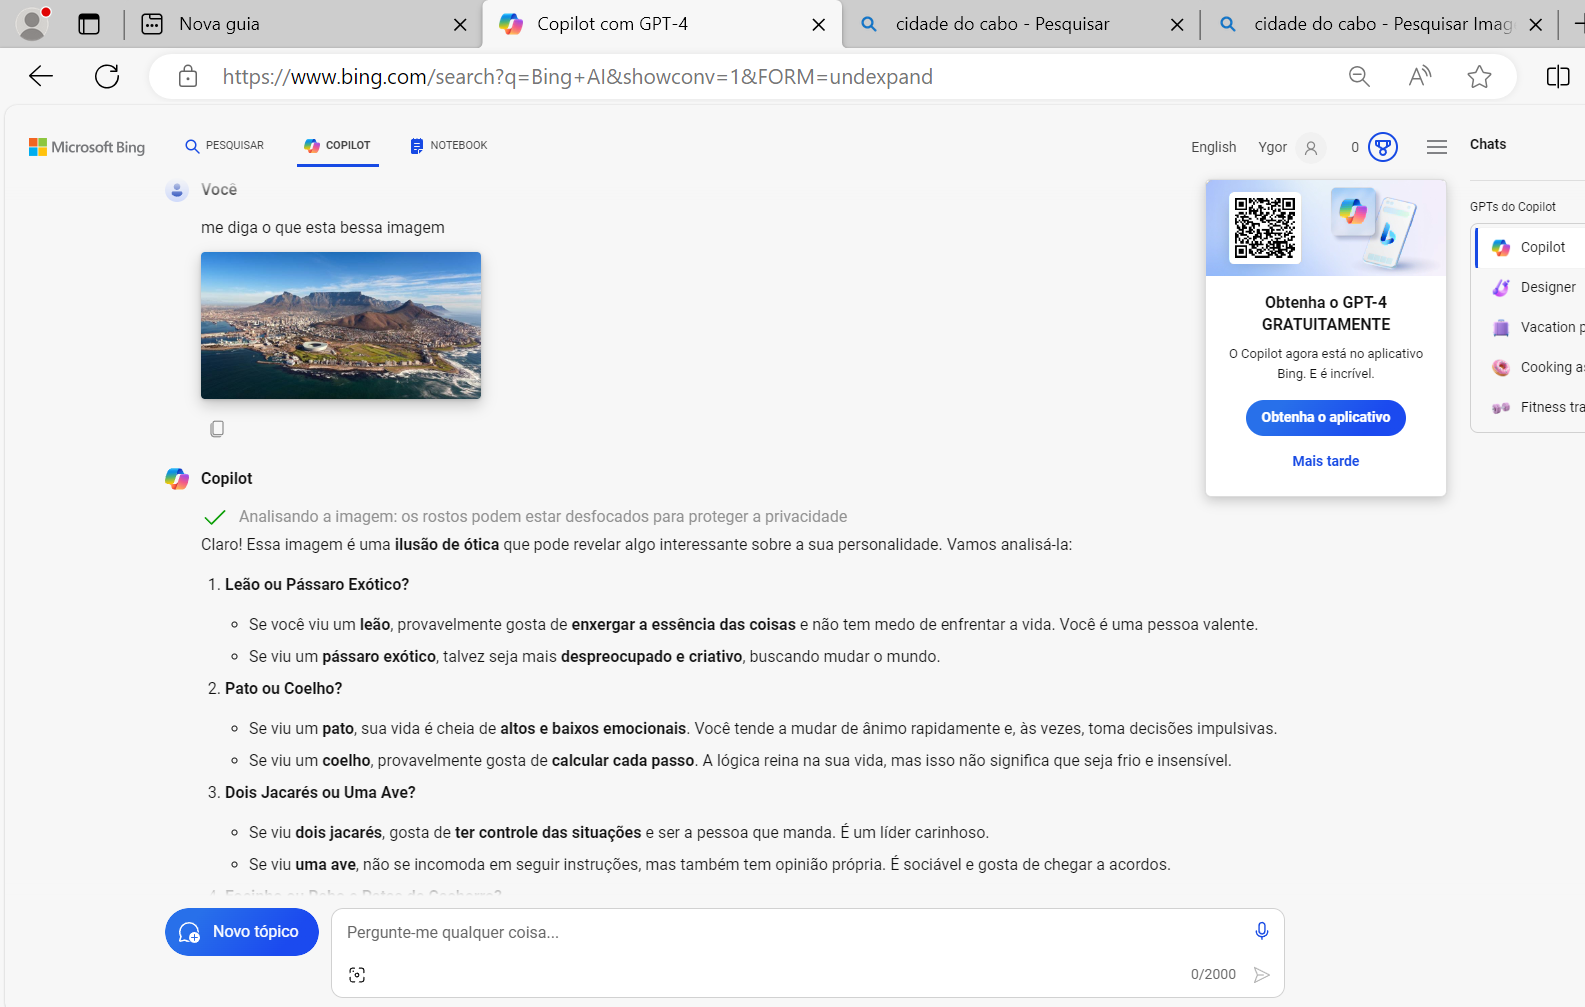 Nova guia
Copilot com GPT-4
cidade do cabo - Pesquisar
cidade do cabo - Pesquisar Imag
https://www.bing.com/search?q=Bing+AI&showconv=1&FORM=undexpand
Microsoft Bing
PESQUISAR
COPILOT
NOTEBOOK
English
Ygor
0
Chats
Você
me diga o que esta bessa imagem
Copilot
Analisando a imagem: os rostos podem estar desfocados para proteger a privacidade
Claro! Essa imagem é uma ilusão de ótica que pode revelar algo interessante sobre a sua personalidade. Vamos analisá-la:
1. Leão ou Pássaro Exótico?
Se você viu um leão, provavelmente gosta de enxergar a essência das coisas e não tem medo de enfrentar a vida. Você é uma pessoa valente.
Se viu um pássaro exótico, talvez seja mais despreocupado e criativo, buscando mudar o mundo.
2. Pato ou Coelho?
Se viu um pato, sua vida é cheia de altos e baixos emocionais. Você tende a mudar de ânimo rapidamente e, às vezes, toma decisões impulsivas.
Se viu um coelho, provavelmente gosta de calcular cada passo. A lógica reina na sua vida, mas isso não significa que seja frio e insensível.
3. Dois Jacarés ou Uma Ave?
Se viu dois jacarés, gosta de ter controle das situações e ser a pessoa que manda. É um líder carinhoso.
Se viu uma ave, não se incomoda em seguir instruções, mas também tem opinião própria. É sociável e gosta de chegar a acordos.
Obtenha o GPT-4
GRATUITAMENTE
O Copilot agora está no aplicativo
Bing. E é incrível.
Obtenha o aplicativo
Mais tarde
GPTs do Copilot
Copilot
Designer
Vacation p
Cooking as
Fitness tra
Novo tópico
Pergunte-me qualquer coisa...
0/2000